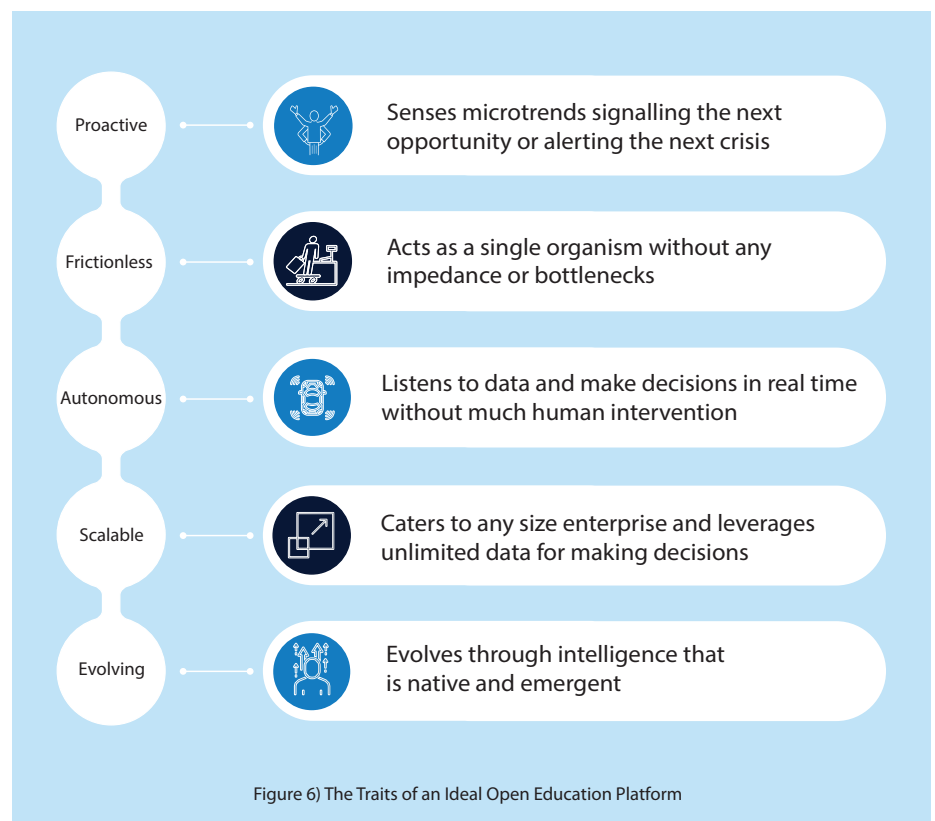 Proactive
Senses microtrends signalling the next
opportunity or alerting the next crisis
Frictionless
Acts as a single organism without any
impedance or bottlenecks
Autonomous
Listens to data and make decisions in real time
without much human intervention
Scalable
Caters to any size enterprise and leverages
unlimited data for making decisions
Evolving
Evolves through intelligence that
is native and emergent
Figure 6) The Traits of an Ideal Open Education Platform